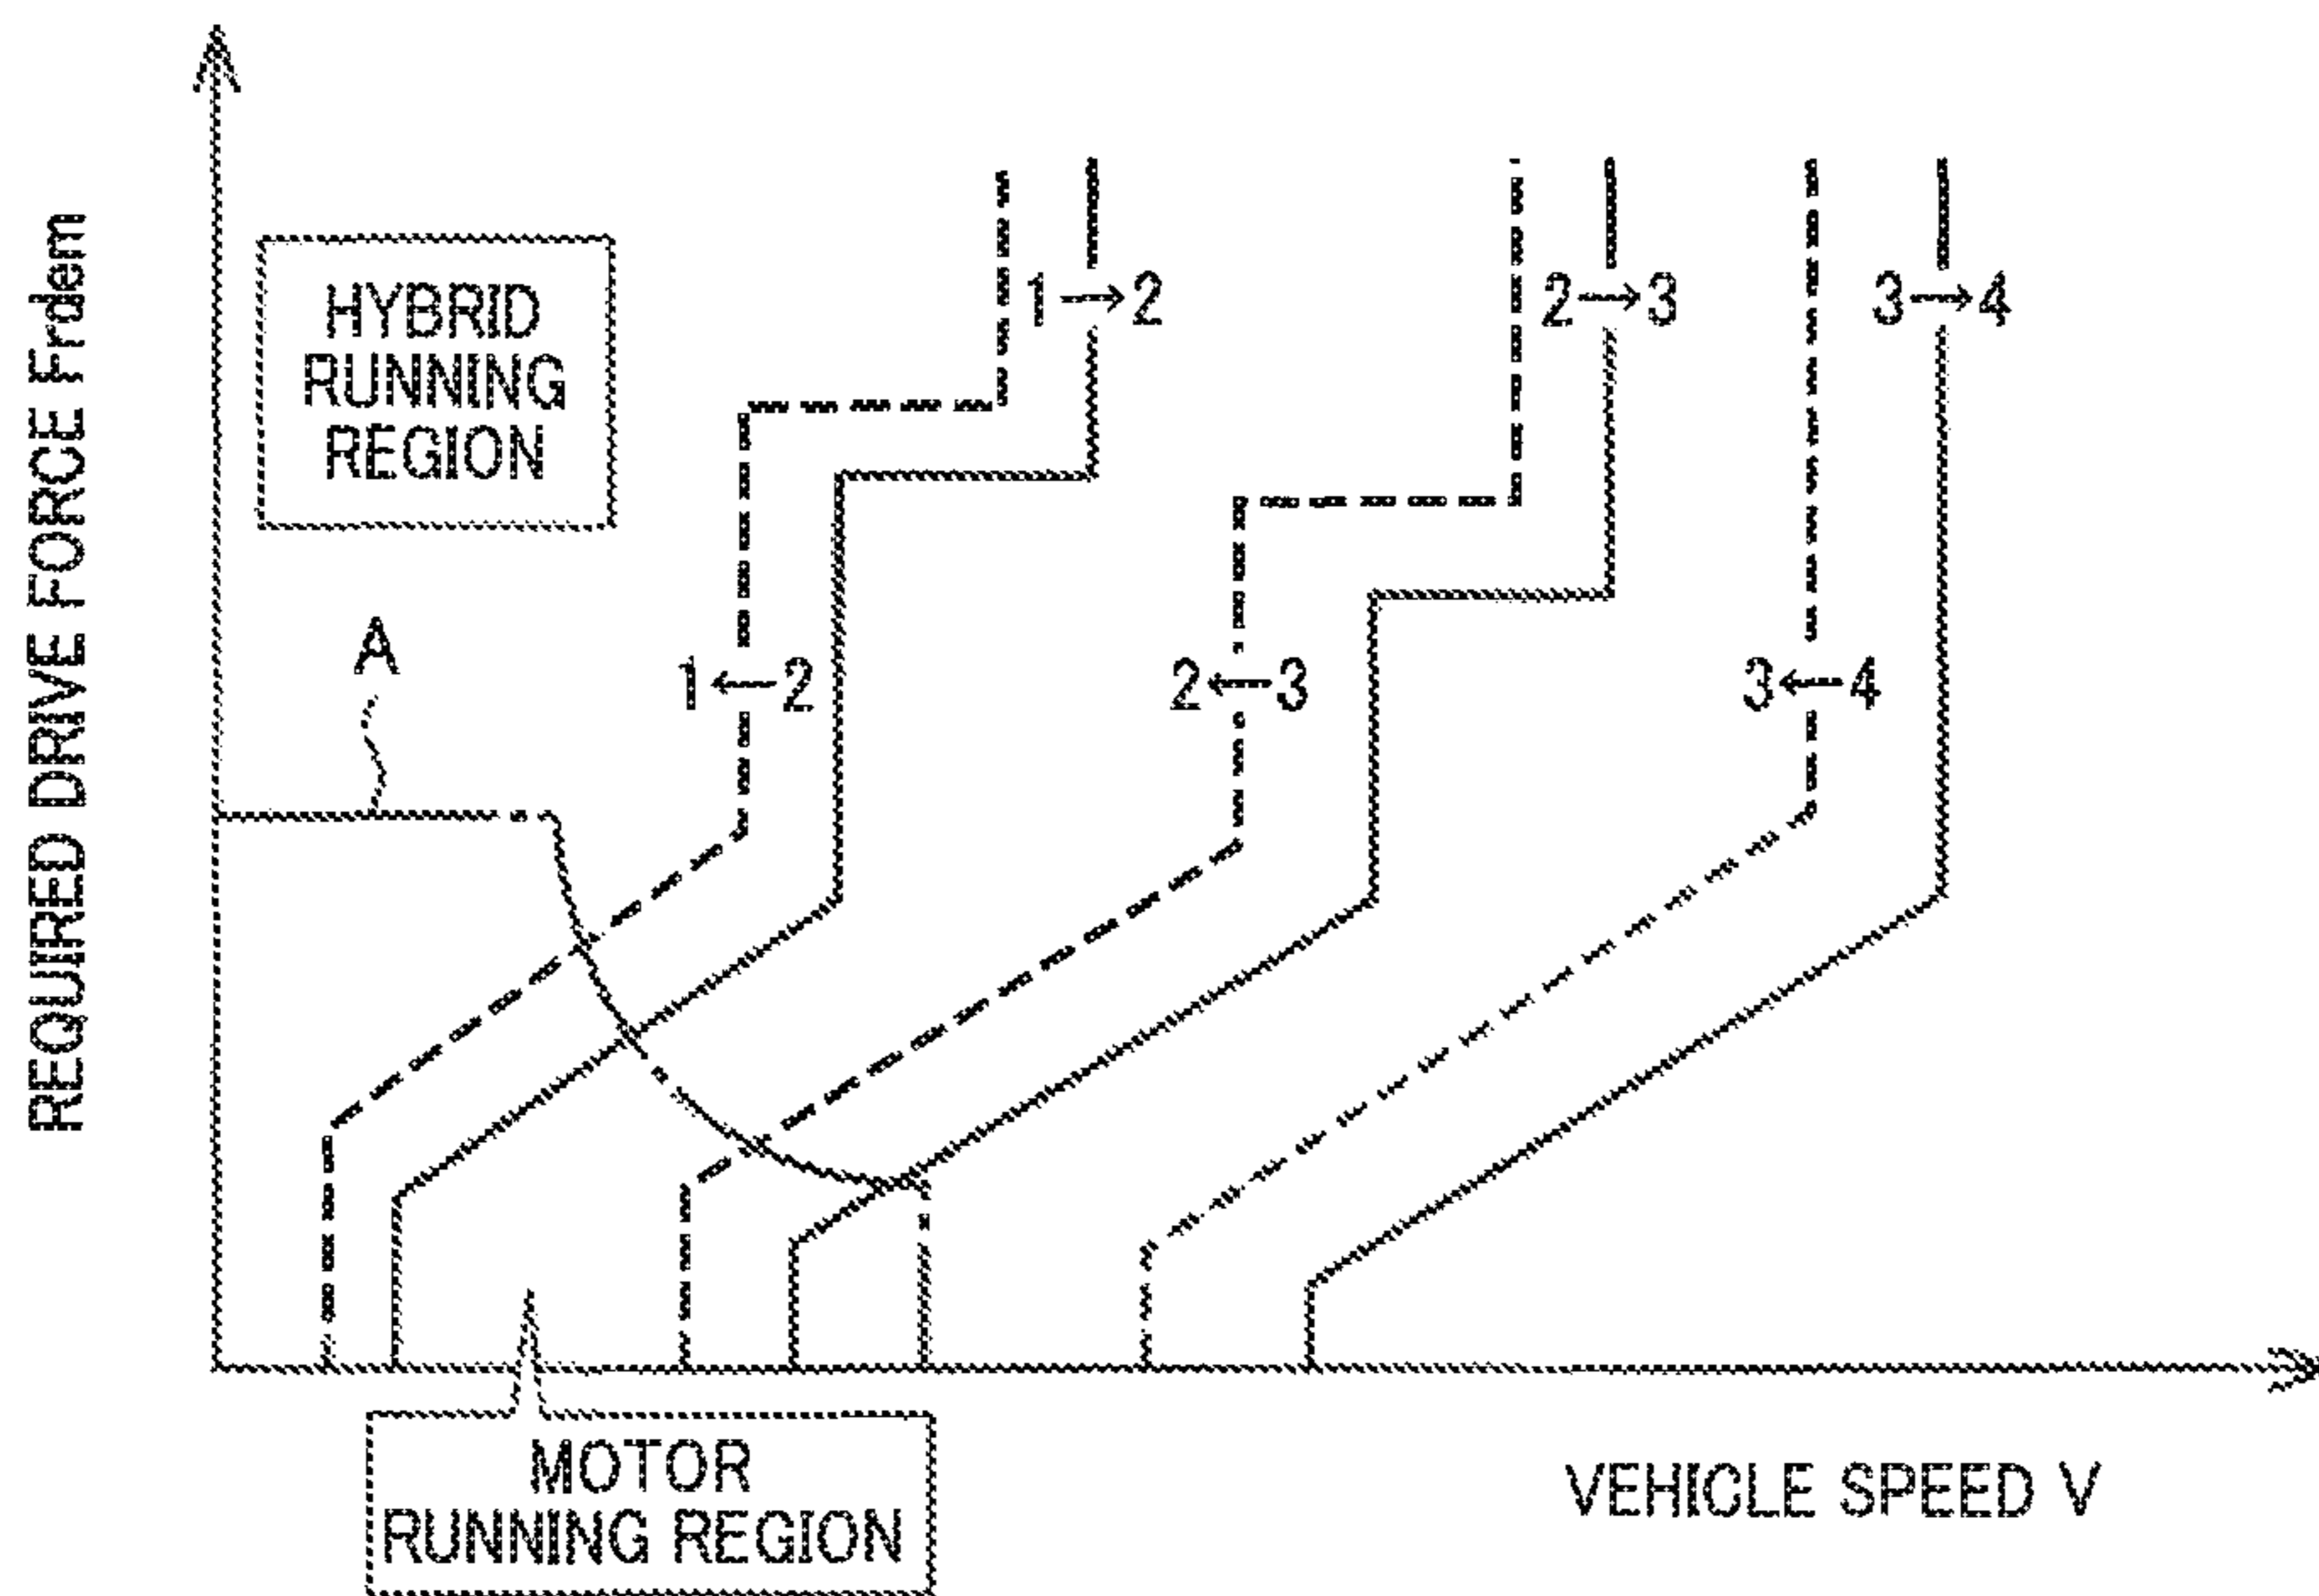 REQUIRED DRIVE FORCE Frdem
HYBRID
RUNNING
REGION
1→2
2→3
3→4
A
1←2
2←3
3←4
MOTOR
RUNNING REGION
VEHICLE SPEED V